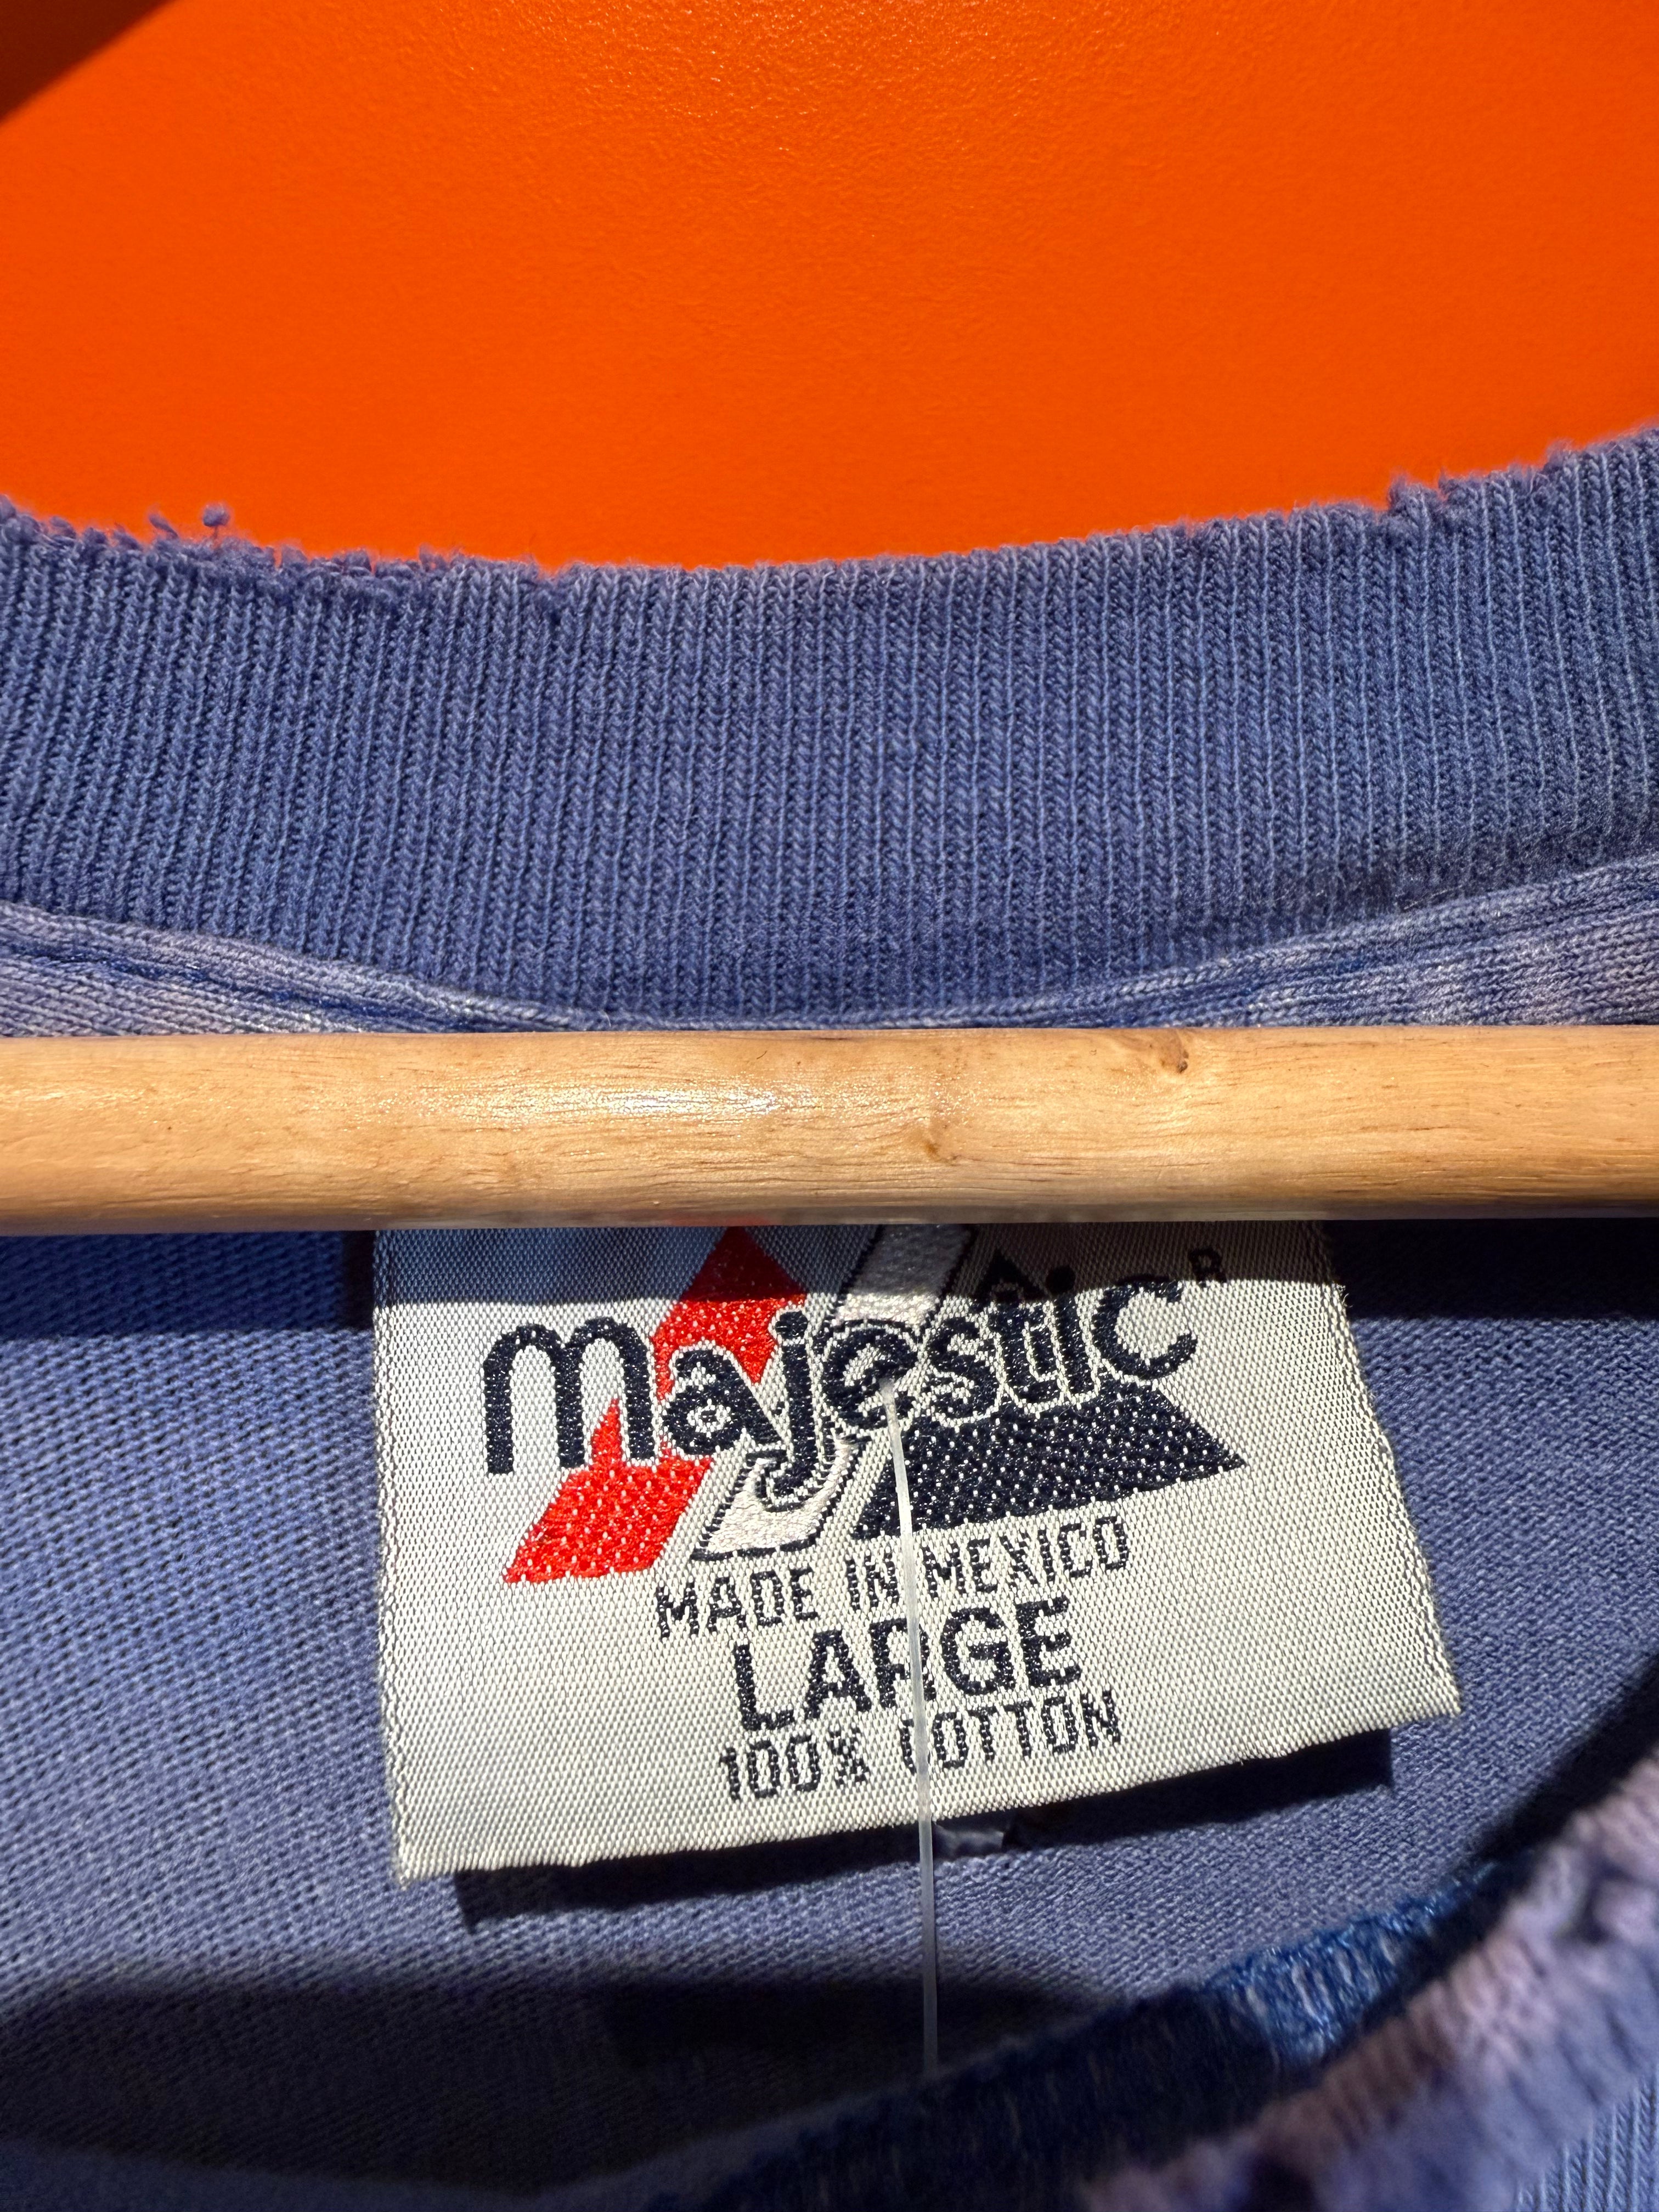 majestic®
MADE IN MEXICO
LARGE
100% COTTON